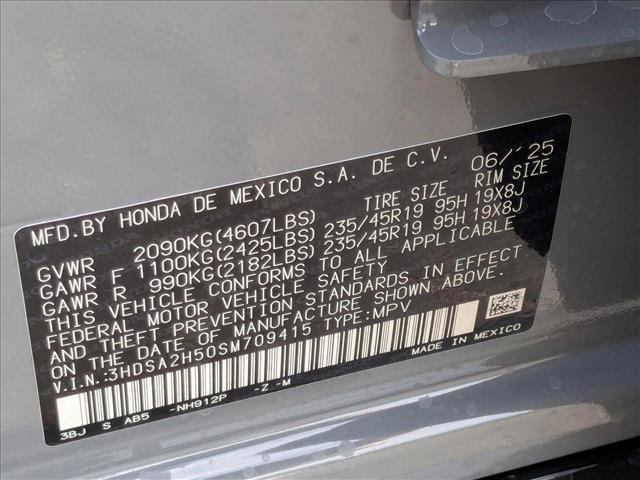 MFD.BY HONDA DE MEXICO S.A. DE C.V. 06/'25
TIRE SIZE RIM SIZE
GVWR 2090KG(4607LBS)
GAWR F 1100KG(2425LBS) 235/45R19 95H 19X8J
GAWR R 990KG(2182LBS) 235/45R19 95H 19X8J
THIS VEHICLE CONFORMS TO ALL APPLICABLE
FEDERAL MOTOR VEHICLE SAFETY
AND THEFT PREVENTION STANDARDS IN EFFECT
ON THE DATE OF MANUFACTURE SHOWN ABOVE.
V.I.N.:3HDSA2H50SM709415 TYPE:MPV
MADE IN MEXICO
3BJ S AB5 -NH912P -Z -M